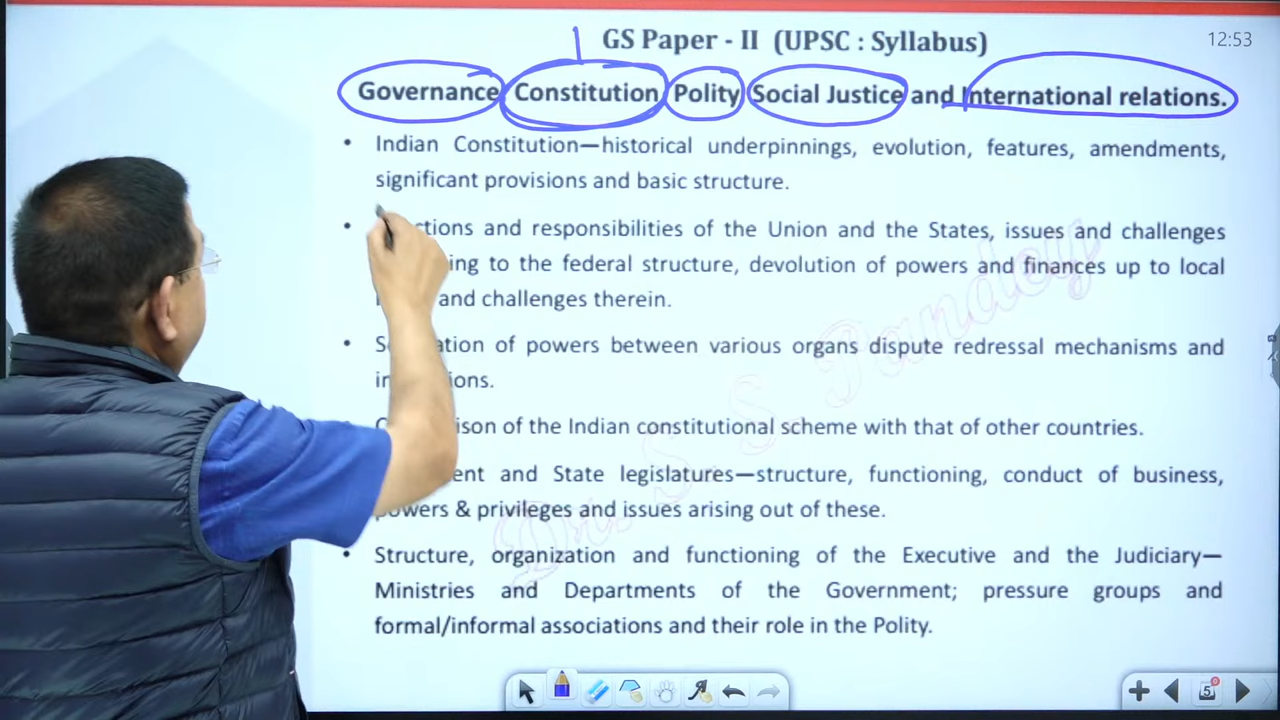 GS Paper - II (UPSC : Syllabus)
12:53
Governance Constitution Polity Social Justice and International relations.
• Indian Constitution—historical underpinnings, evolution, features, amendments,
significant provisions and basic structure.
• ctions and responsibilities of the Union and the States, issues and challenges
ing to the federal structure, devolution of powers and finances up to local
and challenges therein.
• S ation of powers between various organs dispute redressal mechanisms and
in ions.
ison of the Indian constitutional scheme with that of other countries.
ent and State legislatures—structure, functioning, conduct of business,
powers & privileges and issues arising out of these.
• Structure, organization and functioning of the Executive and the Judiciary—
Ministries and Departments of the Government; pressure groups and
formal/informal associations and their role in the Polity.
Dr. S. S. Pandey
5